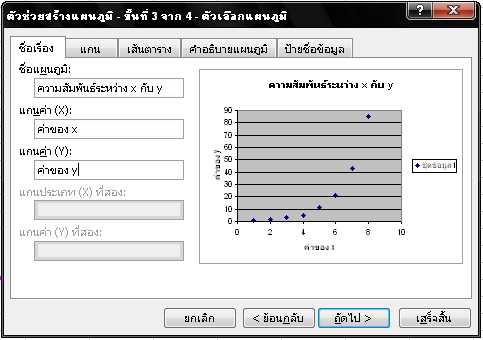 ตัวช่วยสร้างแผนภูมิ - ขั้นที่ 3 จาก 4 - ตัวเลือกแผนภูมิ
ชื่อเรื่อง แกน เส้นตาราง คำอธิบายแผนภูมิ ป้ายชื่อข้อมูล
ชื่อแผนภูมิ:
ความสัมพันธ์ระหว่าง x กับ y
แกนค่า (X):
ค่าของ x
แกนค่า (Y):
ค่าของ y
แกนประเภท (X) ที่สอง:
แกนค่า (Y) ที่สอง:
ความสัมพันธ์ระหว่าง x กับ y
90
80
70
60
50
40
30
20
10
0
0 2 4 6 8 10
ค่าของ y
ค่าของ x
ชุดข้อมูล1
ยกเลิก < ย้อนกลับ ถัดไป > เสร็จสิ้น